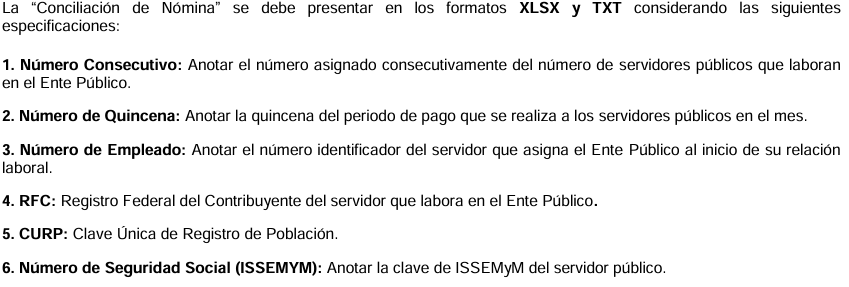 La “Conciliación de Nómina” se debe presentar en los formatos XLSX y TXT considerando las siguientes
especificaciones:
1. Número Consecutivo: Anotar el número asignado consecutivamente del número de servidores públicos que laboran
en el Ente Público.
2. Número de Quincena: Anotar la quincena del periodo de pago que se realiza a los servidores públicos en el mes.
3. Número de Empleado: Anotar el número identificador del servidor que asigna el Ente Público al inicio de su relación
laboral.
4. RFC: Registro Federal del Contribuyente del servidor que labora en el Ente Público.
5. CURP: Clave Única de Registro de Población.
6. Número de Seguridad Social (ISSEMYM): Anotar la clave de ISSEMyM del servidor público.